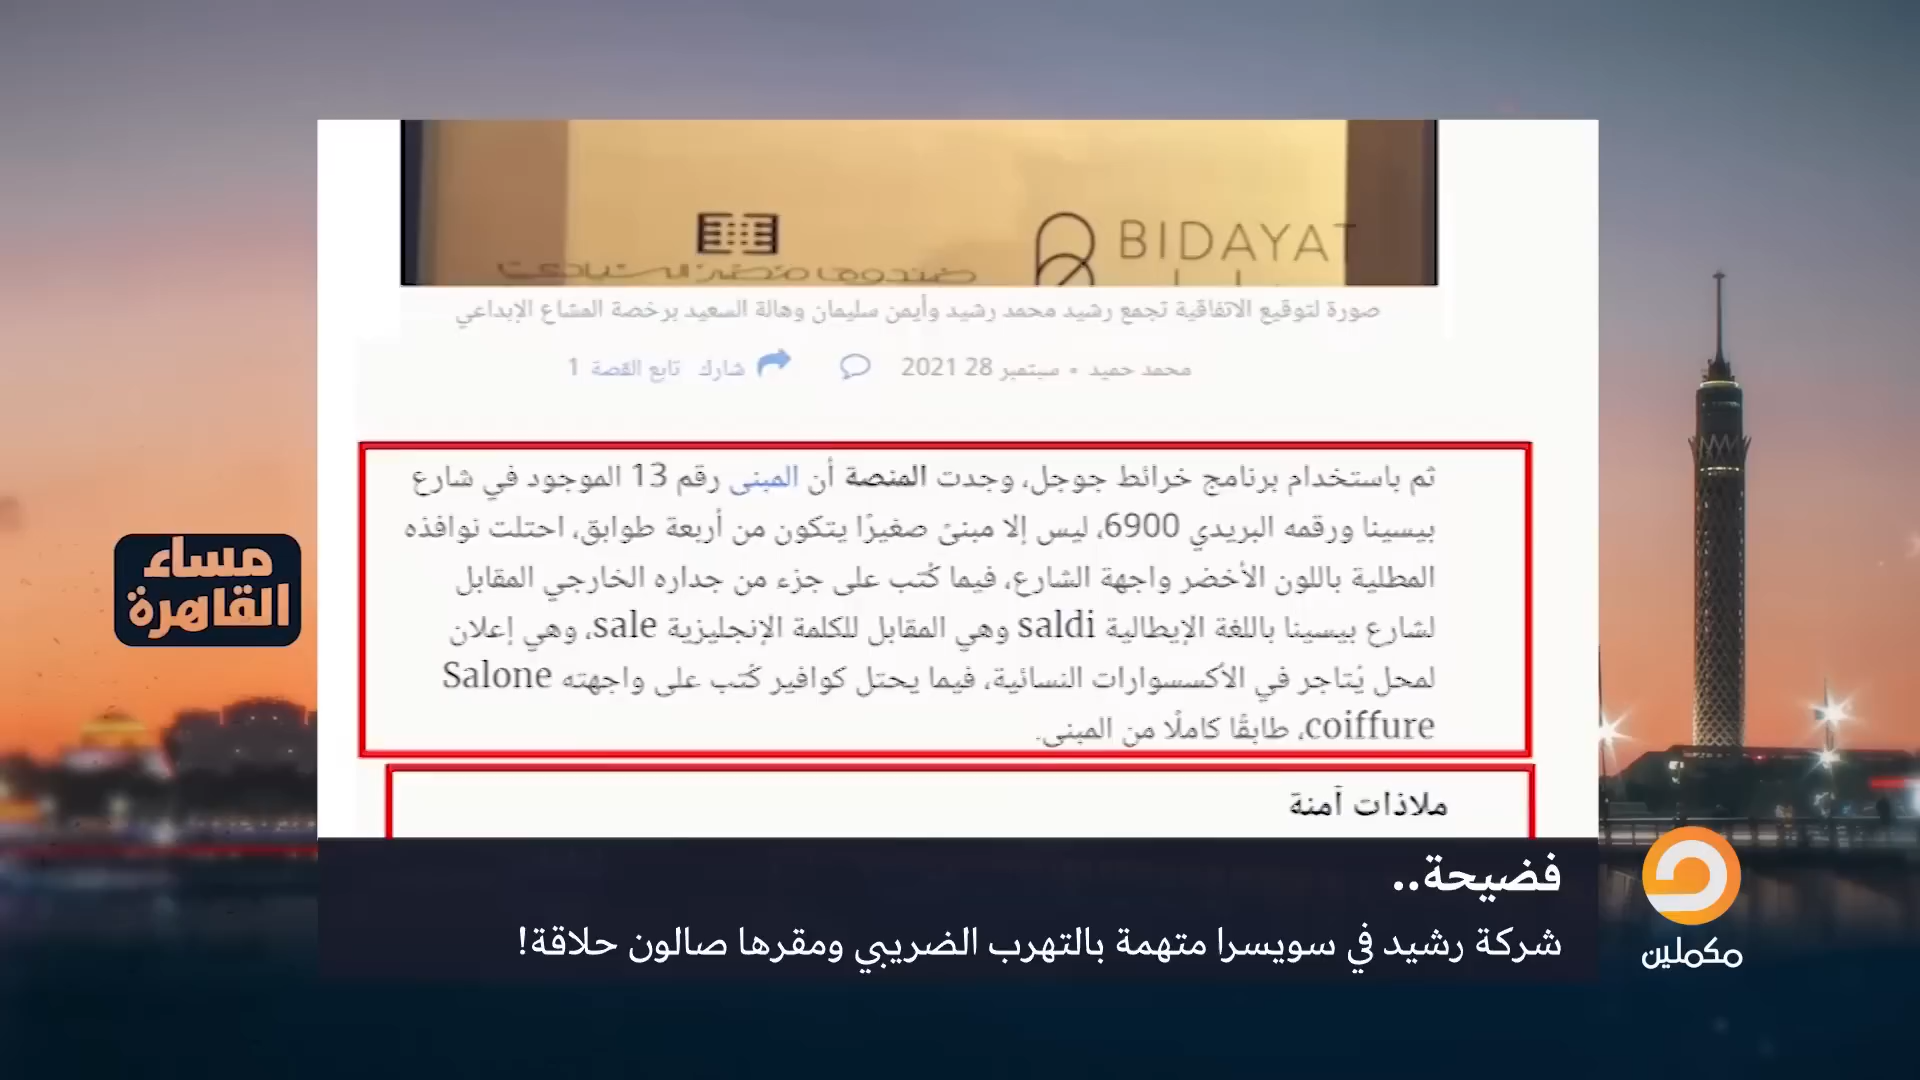 BIDAYAT
صندوق مصر السيادي
صورة لتوقيع الاتفاقية تجمع رشيد محمد رشيد وأيمن سليمان وهالة السعيد برخصة المشاع الإبداعي
محمد حميد • سبتمبر 28 2021 شارك تابع القصة 1
ثم باستخدام برنامج خرائط جوجل، وجدت المنصة أن المبنى رقم 13 الموجود في شارع
بيسينا ورقمه البريدي 6900، ليس إلا مبنىً صغيرًا يتكون من أربعة طوابق، احتلت نوافذه
المطلية باللون الأخضر واجهة الشارع، فيما كُتب على جزء من جداره الخارجي المقابل
لشارع بيسينا باللغة الإيطالية saldi وهي المقابل للكلمة الإنجليزية sale، وهي إعلان
لمحل يُتاجر في الأكسسوارات النسائية، فيما يحتل كوافير كُتب على واجهته Salone
coiffure، طابقًا كاملًا من المبنى.
ملاذات آمنة
مساء
القاهرة
فضيحة..
شركة رشيد في سويسرا متهمة بالتهرب الضريبي ومقرها صالون حلاقة!
مكملين